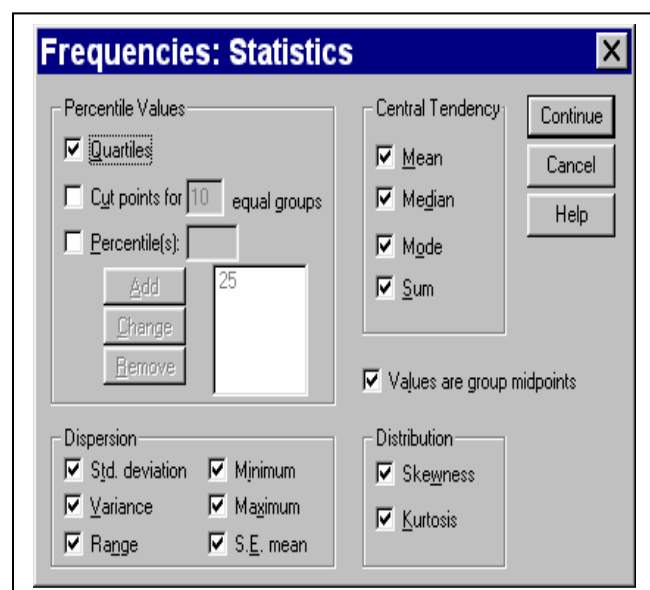 Frequencies: Statistics
Percentile Values
Quartiles
Cut points for 10 equal groups
Percentile(s):
Add
Change
Remove
25
Central Tendency
Mean
Median
Mode
Sum
Continue
Cancel
Help
Values are group midpoints
Dispersion
Std. deviation Minimum
Variance Maximum
Range S.E. mean
Distribution
Skewness
Kurtosis